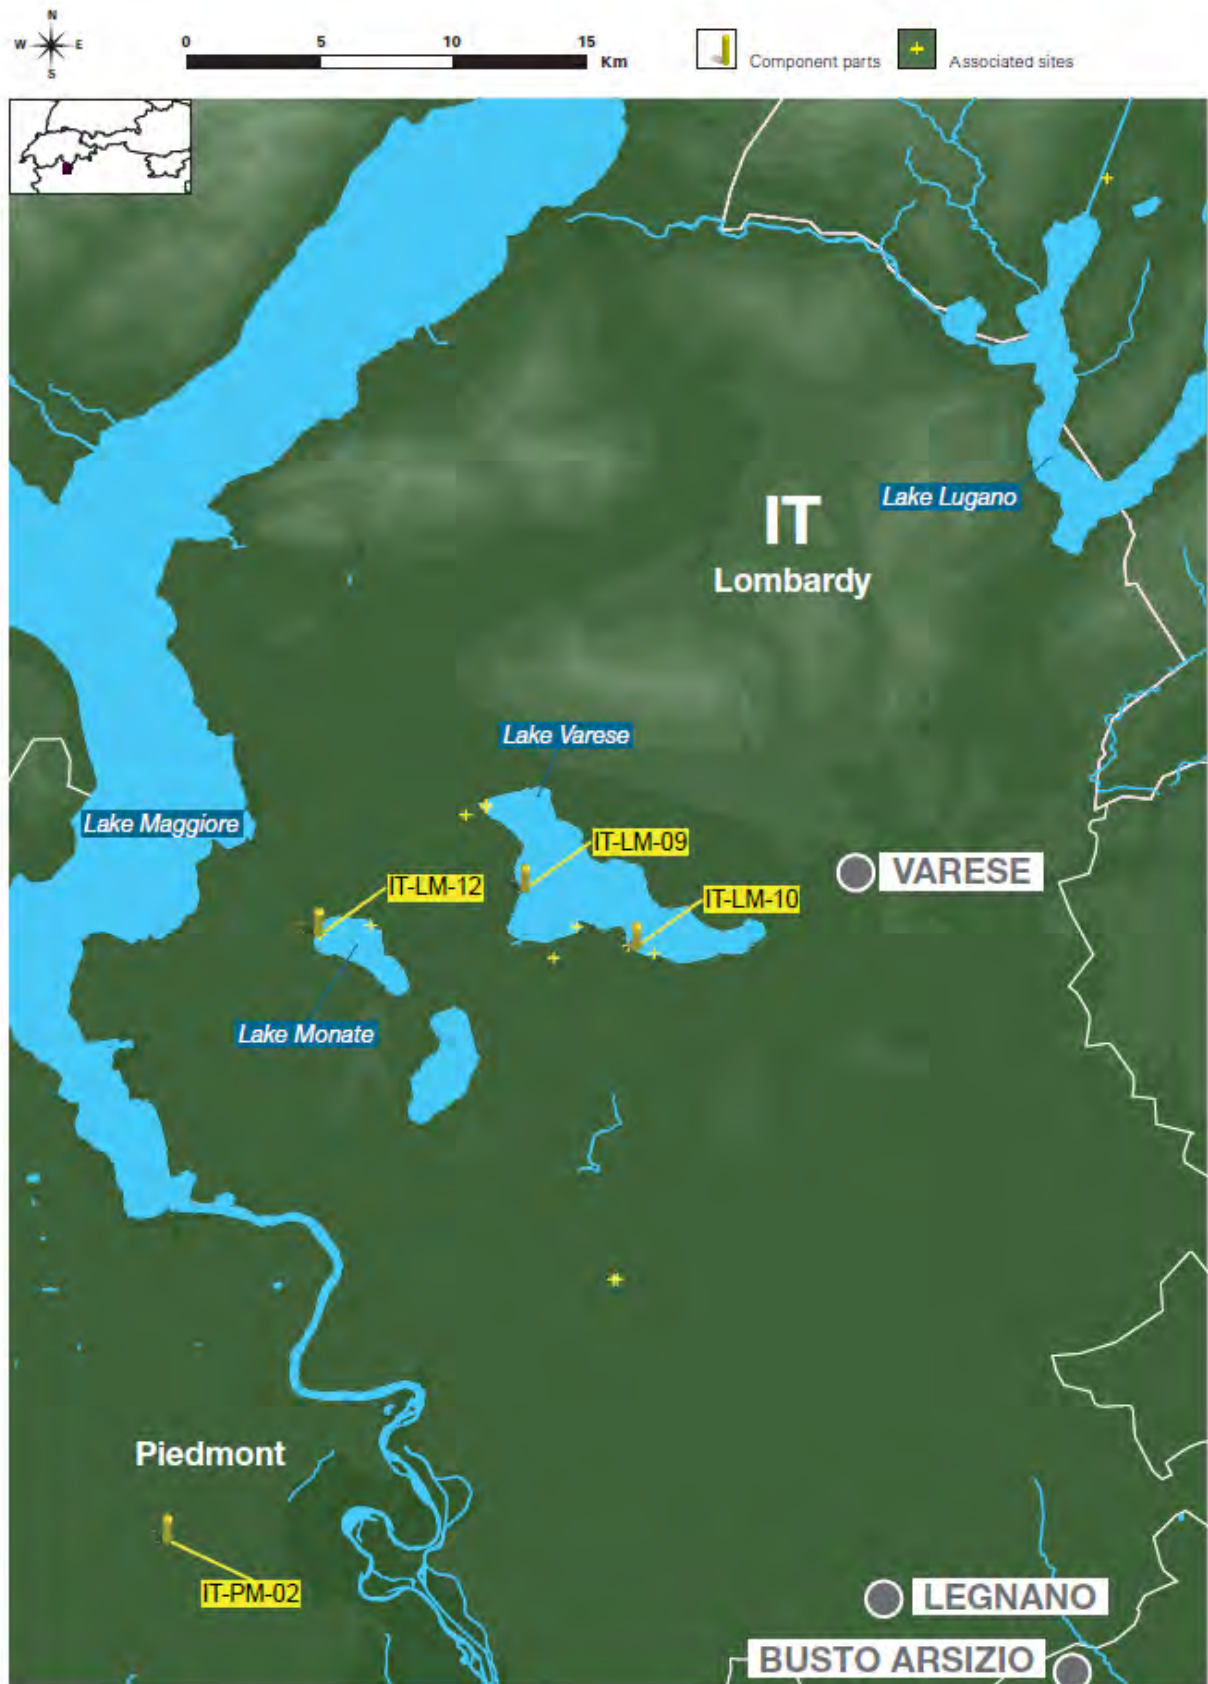 N
W E
S
0 5 10 15
Km
Component parts
Associated sites
IT
Lake Lugano
Lombardy
Lake Varese
Lake Maggiore
IT-LM-09
VARESE
IT-LM-12
IT-LM-10
Lake Monate
Piedmont
IT-PM-02
LEGNANO
BUSTO ARSIZIO